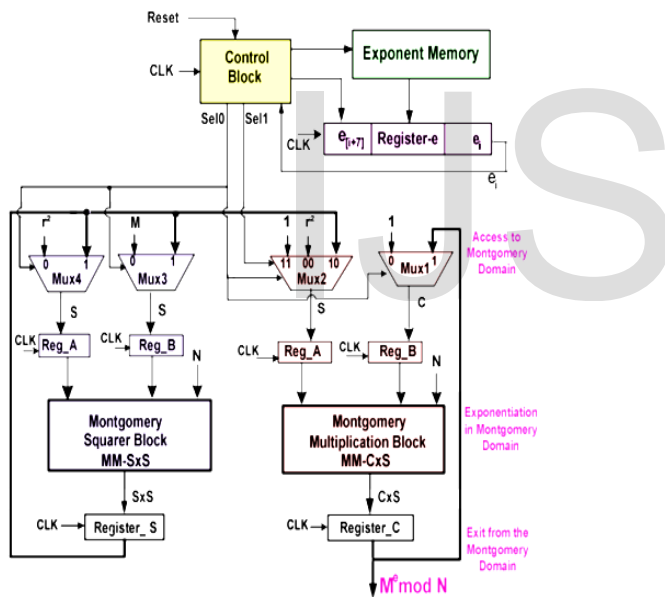 Reset
Control
Block
CLK
Exponent Memory
Sel0 Sel1
CLK
e[i+7] Register-e ei
ei
IJS
r² M 1 r² 1
0 1 0 1 11 00 10 0 1
Mux4 Mux3 Mux2 Mux1
Access to
Montgomery
Domain
S S S C
CLK Reg_A CLK Reg_B CLK Reg_A CLK Reg_B
N N
Montgomery
Squarer Block
MM-SxS
Montgomery
Multiplication Block
MM-CxS
Exponentiation
in Montgomery
Domain
SxS CxS
CLK Register_S CLK Register_C
Exit from the
Montgomery
Domain
Mᵉmod N